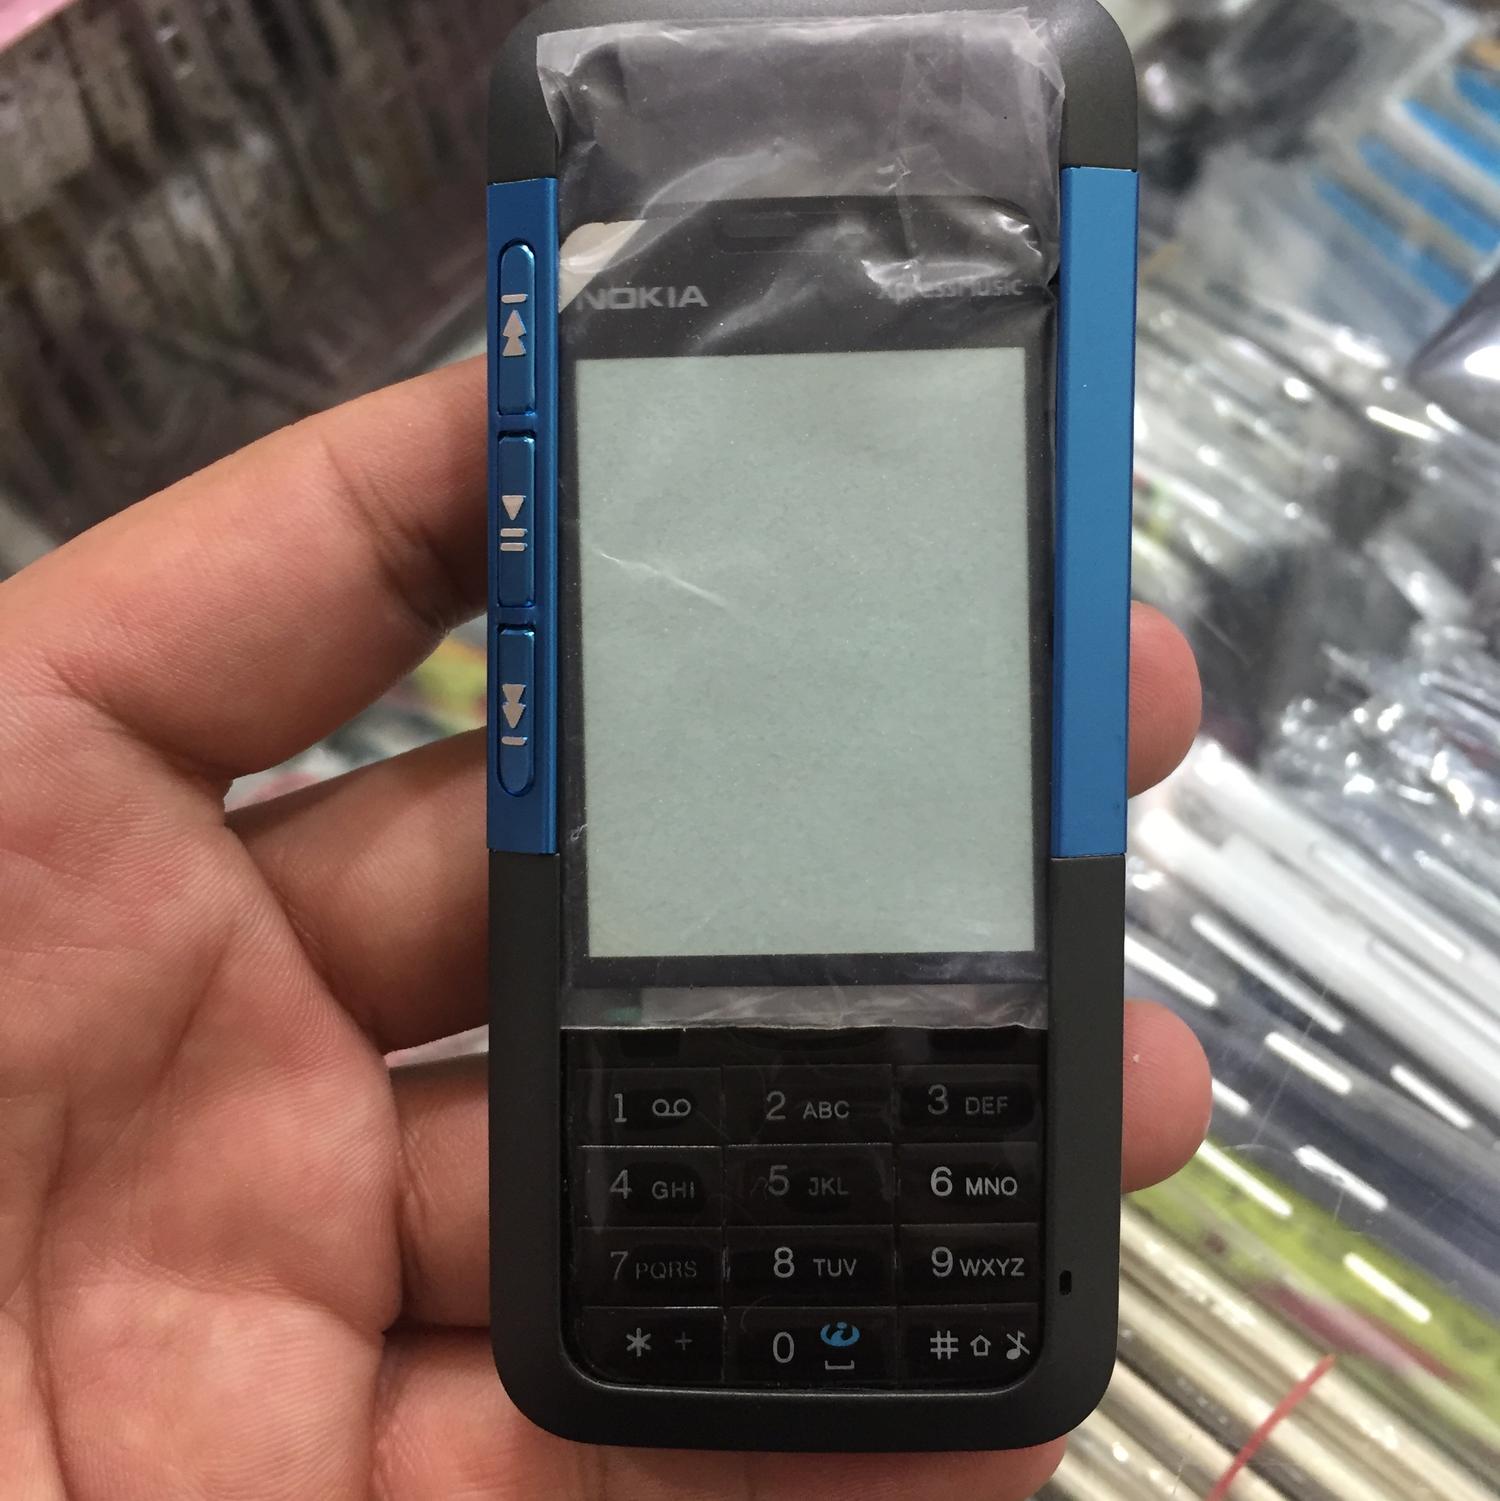 NOKIA XpressMusic
1 2 ABC 3 DEF
4 GHI 5 JKL 6 MNO
7 PQRS 8 TUV 9 WXYZ
* + 0 #